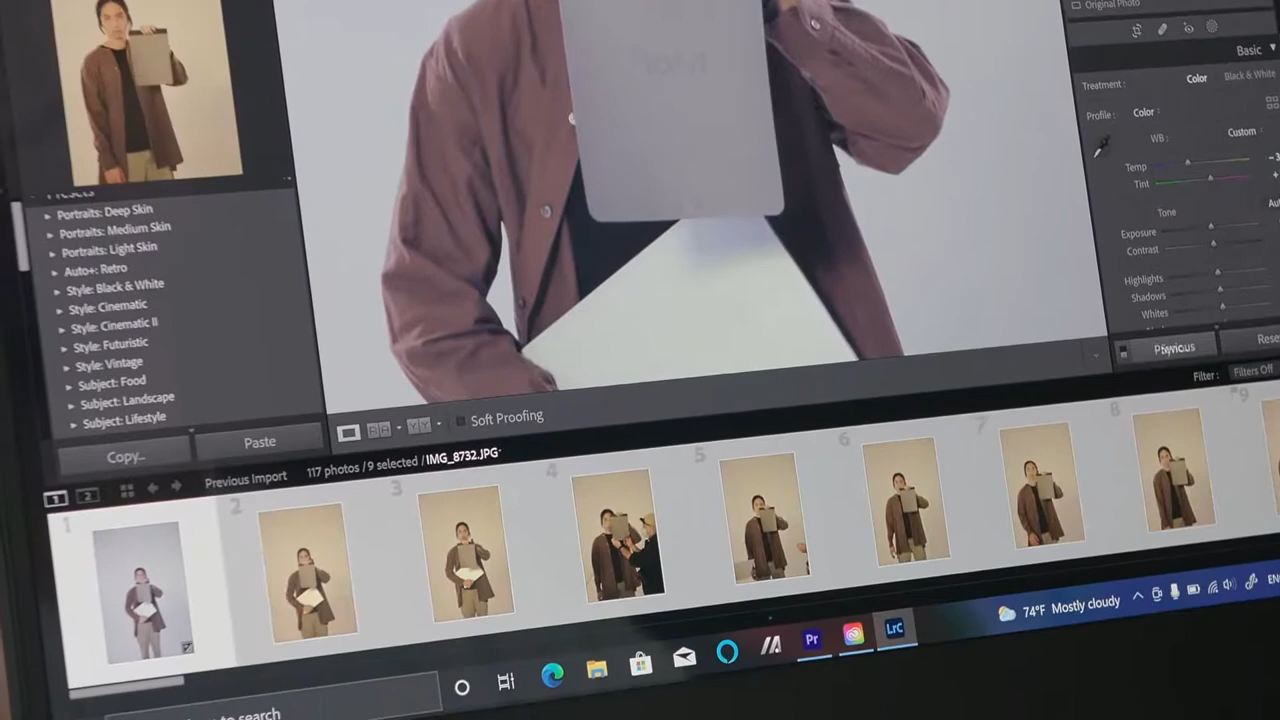 Original Photo
Basic
Treatment :
Color
Black & White
Profile :
Color
WB :
Custom
Temp
Tint
Tone
Exposure
Contrast
Highlights
Shadows
Whites
Previous
Filter :
Filters Off
Presets
Portraits: Deep Skin
Portraits: Medium Skin
Portraits: Light Skin
Auto+: Retro
Style: Black & White
Style: Cinematic
Style: Cinematic II
Style: Futuristic
Style: Vintage
Subject: Food
Subject: Landscape
Subject: Lifestyle
Copy...
Paste
Soft Proofing
1
2
Previous Import
117 photos / 9 selected / IMG_8732.JPG
1
2
3
4
5
6
7
8
9
74°F Mostly cloudy
Pr
LrC
to search